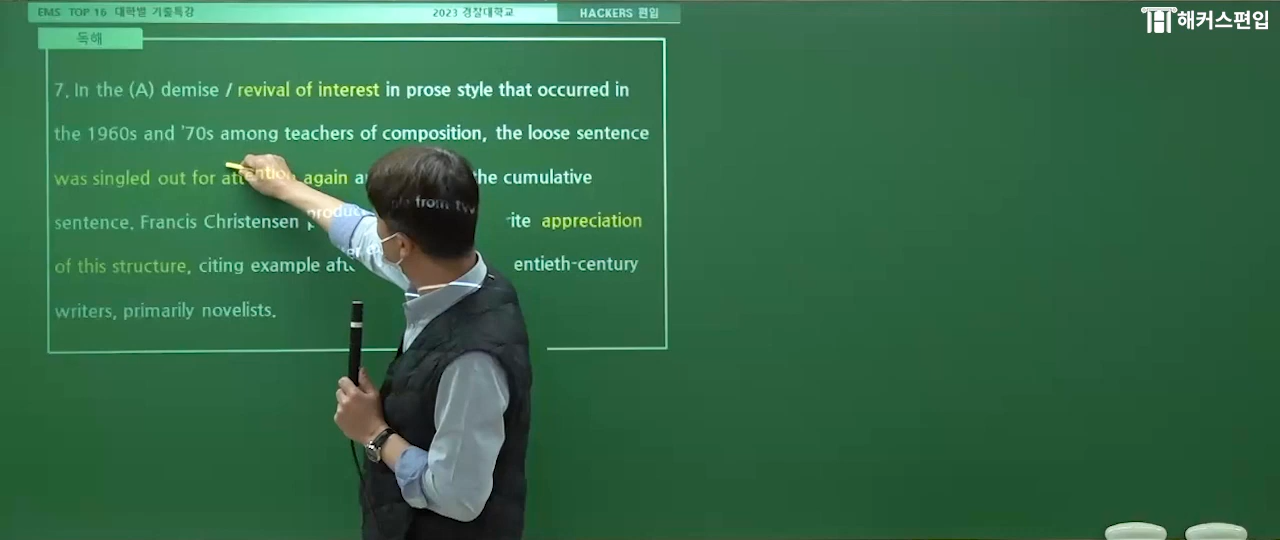 EMS TOP 16 대학별 기출특강
2023 경찰대학교
HACKERS 편입
해커스편입
독해
7. In the (A) demise / revival of interest in prose style that occurred in
the 1960s and '70s among teachers of composition, the loose sentence
was singled out for attention again the cumulative
sentence. Francis Christensen appreciation
of this structure, citing example entieth-century
writers, primarily novelists.